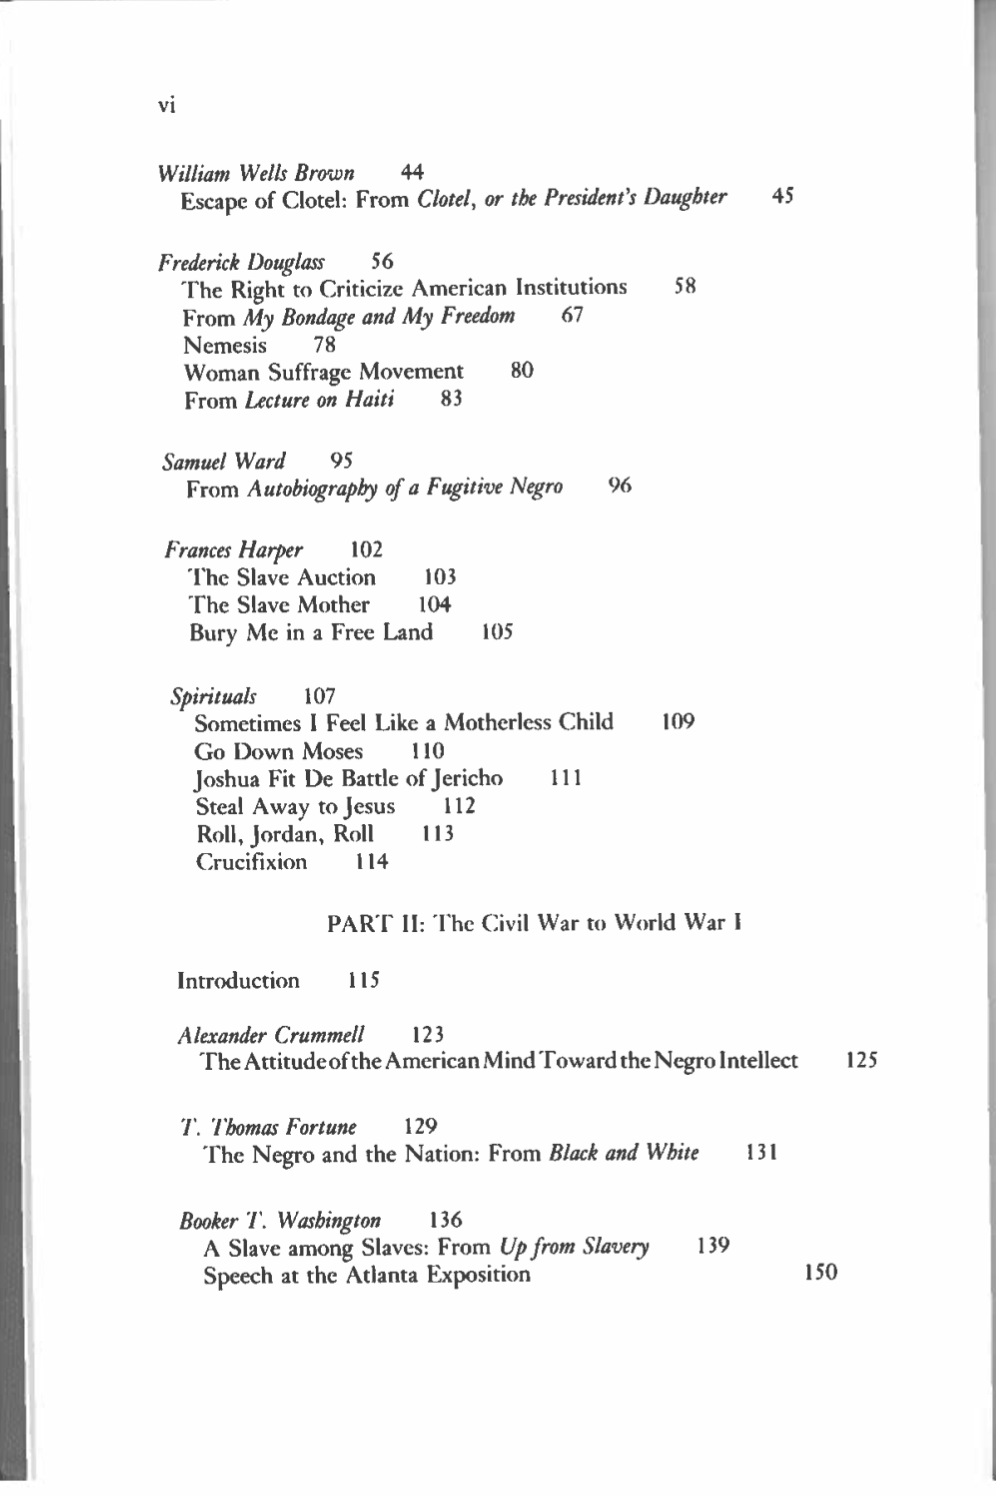 vi
William Wells Brown 44
Escape of Clotel: From Clotel, or the President's Daughter 45
Frederick Douglass 56
The Right to Criticize American Institutions 58
From My Bondage and My Freedom 67
Nemesis 78
Woman Suffrage Movement 80
From Lecture on Haiti 83
Samuel Ward 95
From Autobiography of a Fugitive Negro 96
Frances Harper 102
The Slave Auction 103
The Slave Mother 104
Bury Me in a Free Land 105
Spirituals 107
Sometimes I Feel Like a Motherless Child 109
Go Down Moses 110
Joshua Fit De Battle of Jericho 111
Steal Away to Jesus 112
Roll, Jordan, Roll 113
Crucifixion 114
PART II: The Civil War to World War I
Introduction 115
Alexander Crummell 123
The Attitude of the American Mind Toward the Negro Intellect 125
T. Thomas Fortune 129
The Negro and the Nation: From Black and White 131
Booker T. Washington 136
A Slave among Slaves: From Up from Slavery 139
Speech at the Atlanta Exposition 150